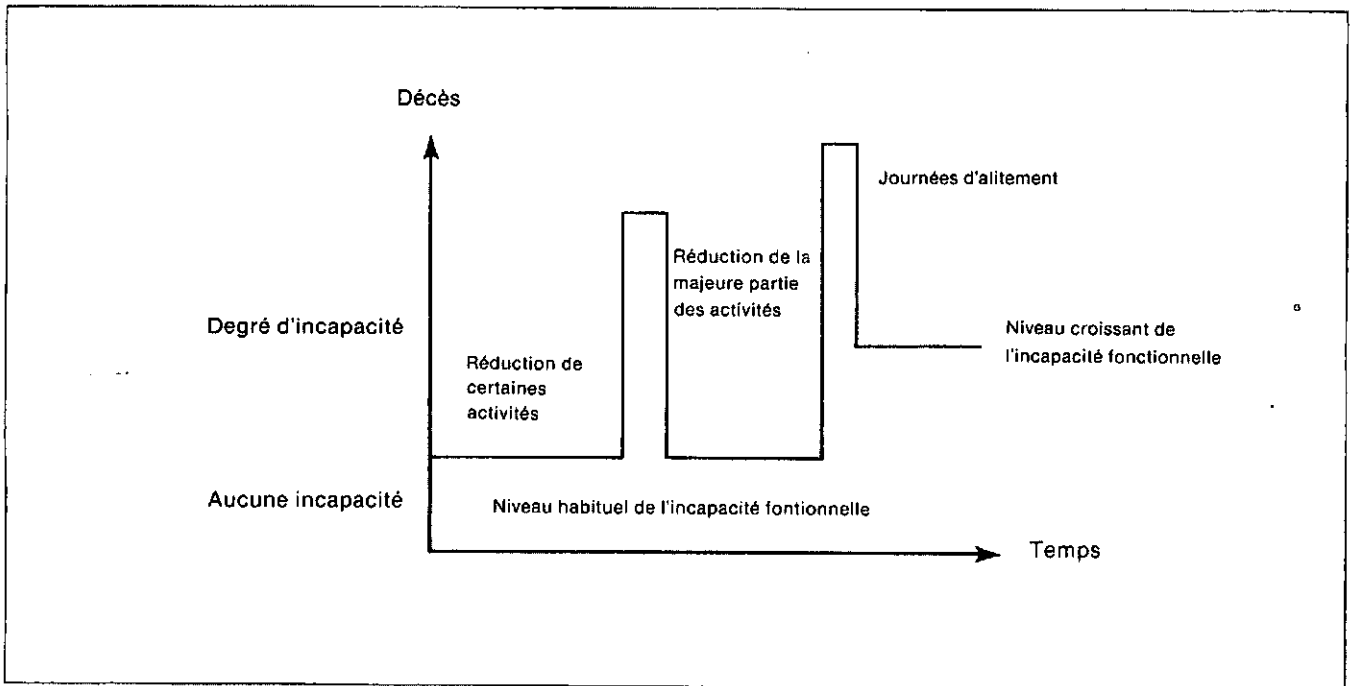 Décès
Journées d'alitement
Réduction de la
majeure partie
des activités
Degré d'incapacité
Niveau croissant de
l'incapacité fonctionnelle
Réduction de
certaines
activités
Aucune incapacité
Niveau habituel de l'incapacité fontionnelle
Temps